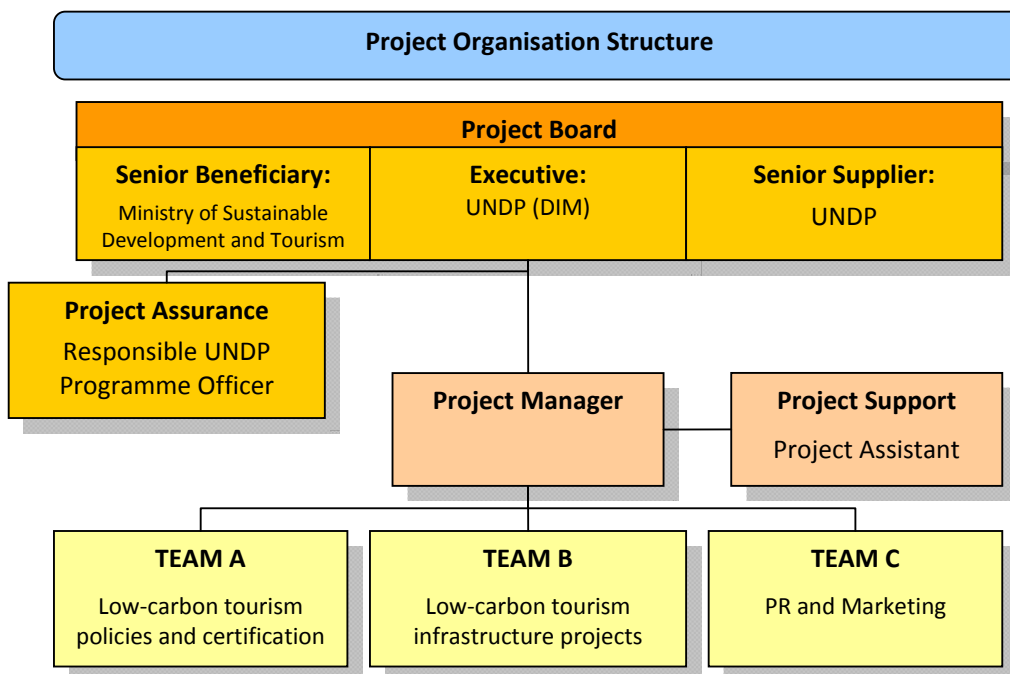 Project Organisation Structure
Project Board
Senior Beneficiary:
Ministry of Sustainable
Development and Tourism
Executive:
UNDP (DIM)
Senior Supplier:
UNDP
Project Assurance
Responsible UNDP
Programme Officer
Project Manager
Project Support
Project Assistant
TEAM A
Low-carbon tourism
policies and certification
TEAM B
Low-carbon tourism
infrastructure projects
TEAM C
PR and Marketing